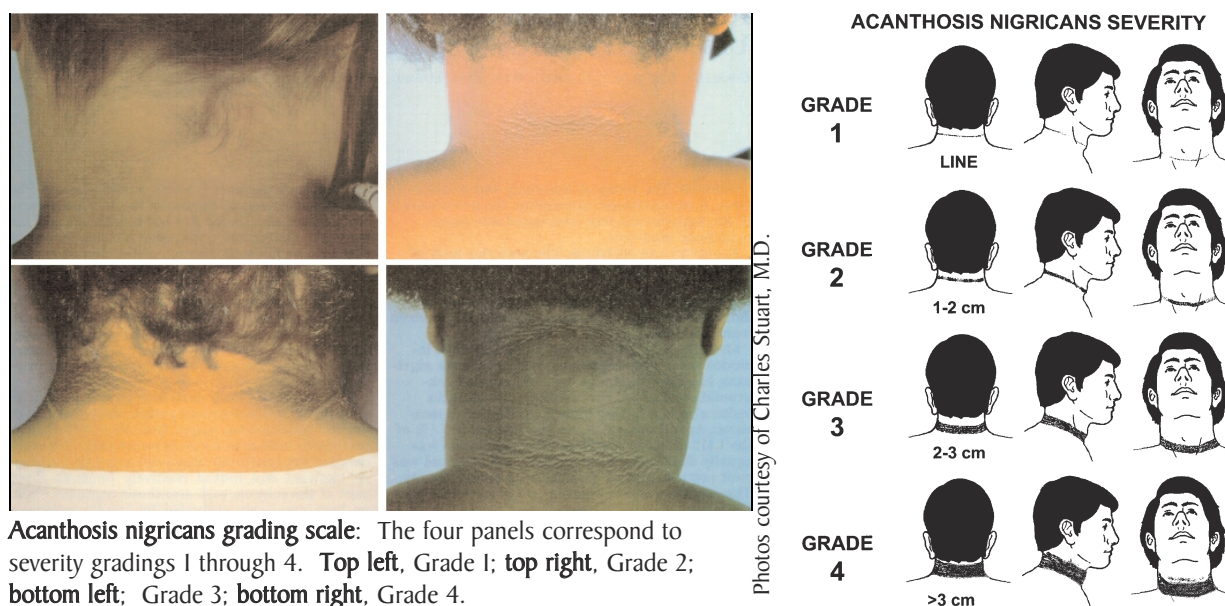 Acanthosis nigricans grading scale: The four panels correspond to
severity gradings 1 through 4. Top left, Grade 1; top right, Grade 2;
bottom left; Grade 3; bottom right, Grade 4.
Photos courtesy of Charles Stuart, M.D.
ACANTHOSIS NIGRICANS SEVERITY
GRADE
1
LINE
GRADE
2
1-2 cm
GRADE
3
2-3 cm
GRADE
4
>3 cm